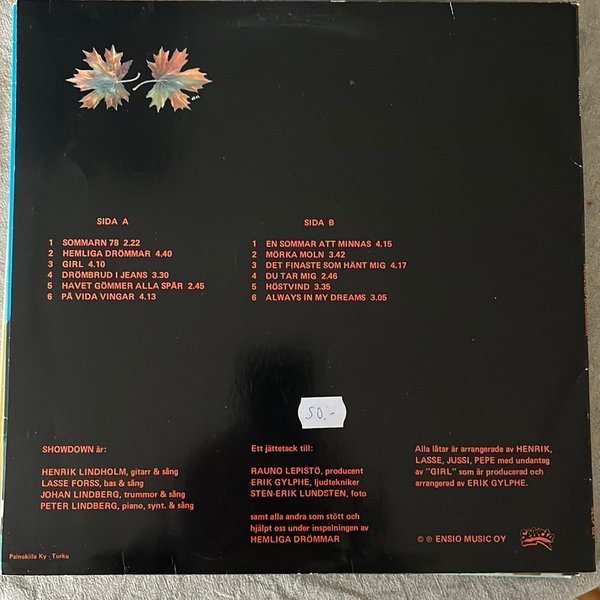 SIDA A
1 SOMMARN 78 2.22
2 HEMLIGA DRÖMMAR 4.40
3 GIRL 4.10
4 DRÖMBRUD I JEANS 3.30
5 HAVET GÖMMER ALLA SPÅR 2.45
6 PÅ VIDA VINGAR 4.13
SIDA B
1 EN SOMMAR ATT MINNAS 4.15
2 MÖRKA MOLN 3.42
3 DET FINASTE SOM HÄNT MIG 4.17
4 DU TAR MIG 2.46
5 HÖSTVIND 3.35
6 ALWAYS IN MY DREAMS 3.05
50,-
SHOWDOWN är:
HENRIK LINDHOLM, gitarr & sång
LASSE FORSS, bas & sång
JOHAN LINDBERG, trummor & sång
PETER LINDBERG, piano, synt. & sång
Ett jättetack till:
RAUNO LEPISTÖ, producent
ERIK GYLPHE, ljudtekniker
STEN-ERIK LUNDSTEN, foto
samt alla andra som stött och
hjälpt oss under inspelningen av
HEMLIGA DRÖMMAR
Alla låtar är arrangerade av HENRIK,
LASSE, JUSSI, PEPE med undantag
av "GIRL" som är producerad och
arrangerad av ERIK GYLPHE.
© ℗ ENSIO MUSIC OY
Selecta
Painokiila Ky - Turku